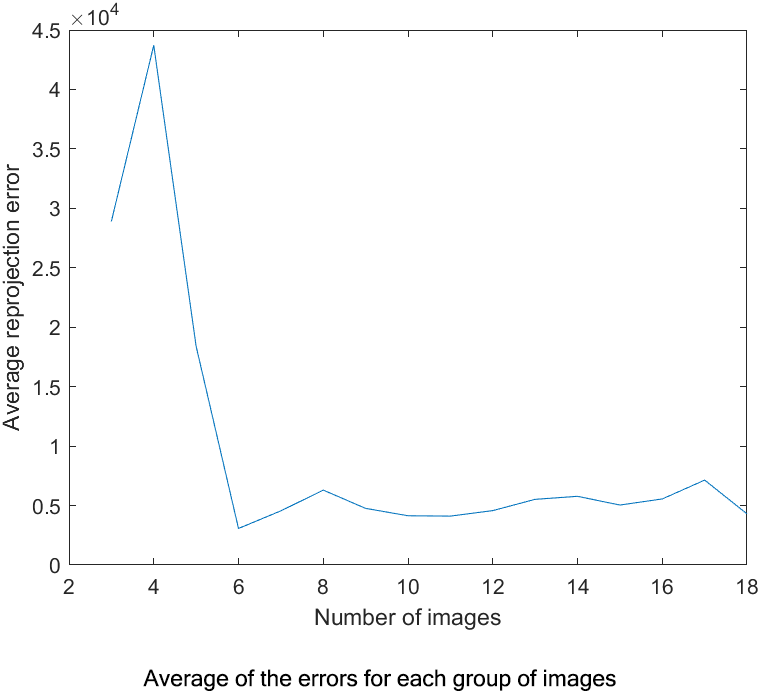 ×10⁴
4.5
4
3.5
3
2.5
2
1.5
1
0.5
0
Average reprojection error
2 4 6 8 10 12 14 16 18
Number of images
Average of the errors for each group of images